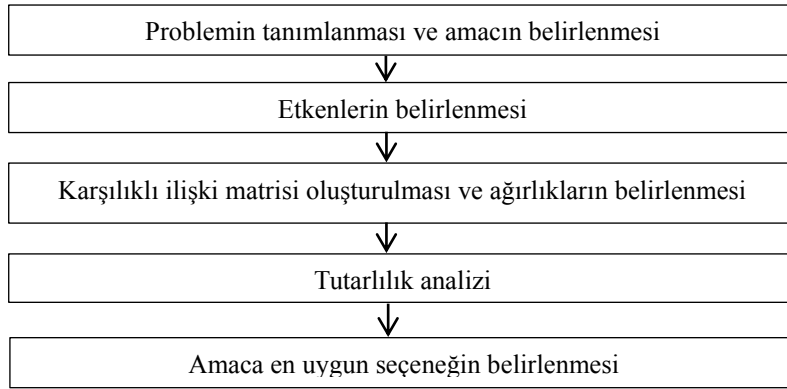 Problemin tanımlanması ve amacın belirlenmesi
Etkenlerin belirlenmesi
Karşılıklı ilişki matrisi oluşturulması ve ağırlıkların belirlenmesi
Tutarlılık analizi
Amaca en uygun seçeneğin belirlenmesi